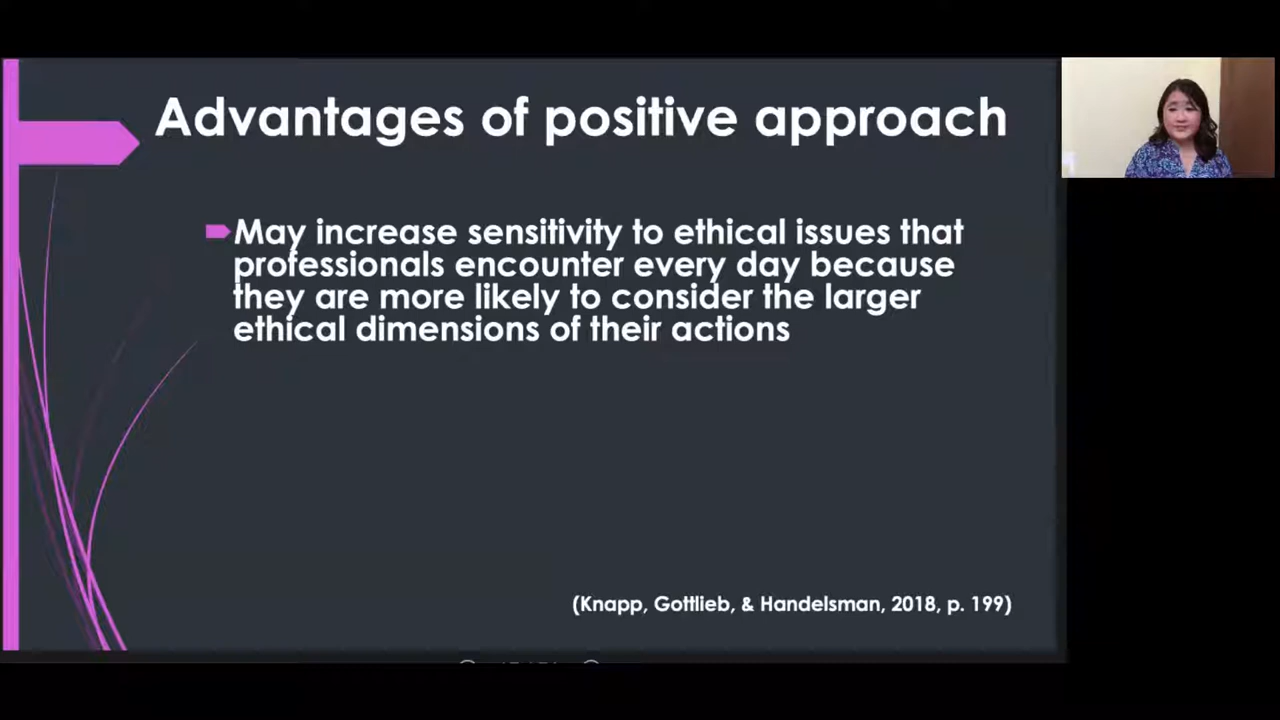 Advantages of positive approach
May increase sensitivity to ethical issues that
professionals encounter every day because
they are more likely to consider the larger
ethical dimensions of their actions
(Knapp, Gottlieb, & Handelsman, 2018, p. 199)